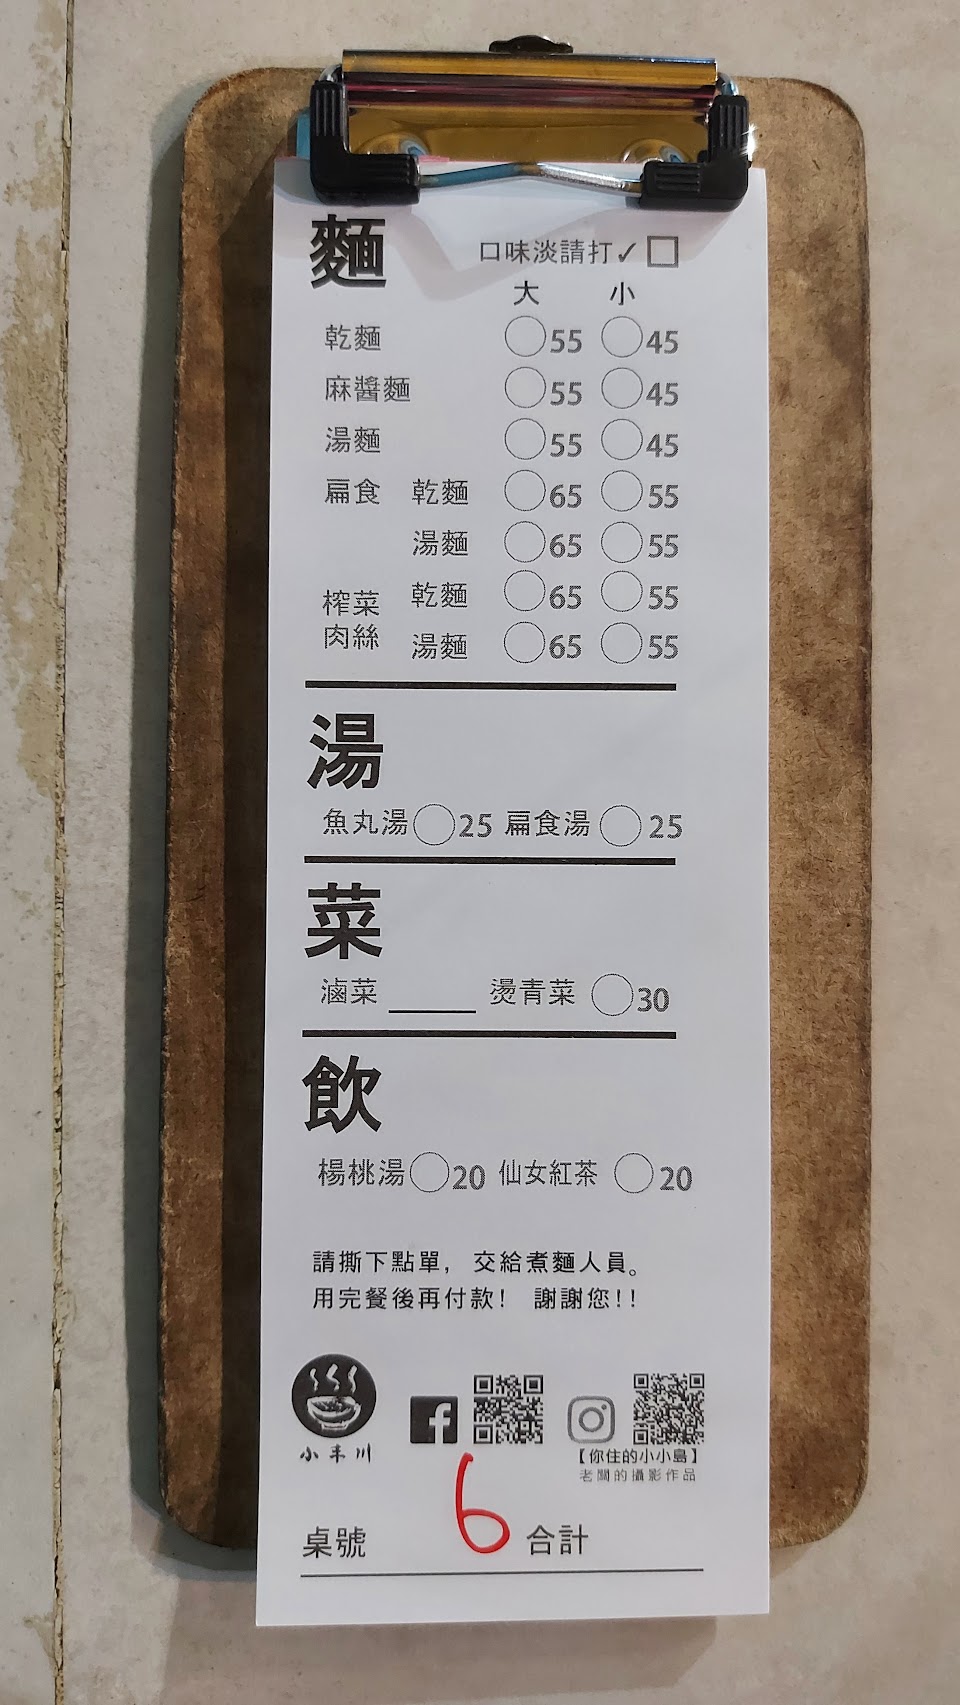 麵
口味淡請打✓□
大 小
乾麵 ○55 ○45
麻醬麵 ○55 ○45
湯麵 ○55 ○45
扁食 乾麵 ○65 ○55
湯麵 ○65 ○55
榨菜肉絲 乾麵 ○65 ○55
湯麵 ○65 ○55
湯
魚丸湯○25 扁食湯○25
菜
滷菜____ 燙青菜 ○30
飲
楊桃湯○20 仙女紅茶 ○20
請撕下點單, 交給煮麵人員。
用完餐後再付款! 謝謝您!!
小丰川
【你住的小小島】
老闆的攝影作品
桌號 6 合計